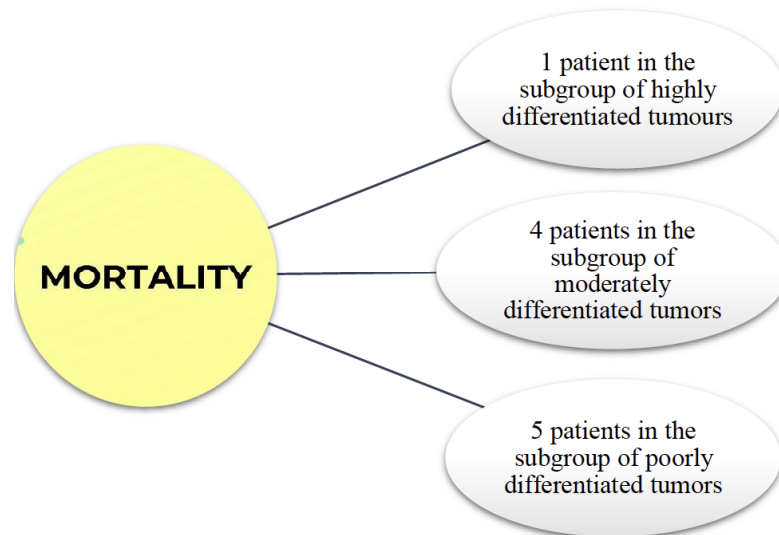 MORTALITY
1 patient in the
subgroup of highly
differentiated tumours
4 patients in the
subgroup of
moderately
differentiated tumors
5 patients in the
subgroup of poorly
differentiated tumors